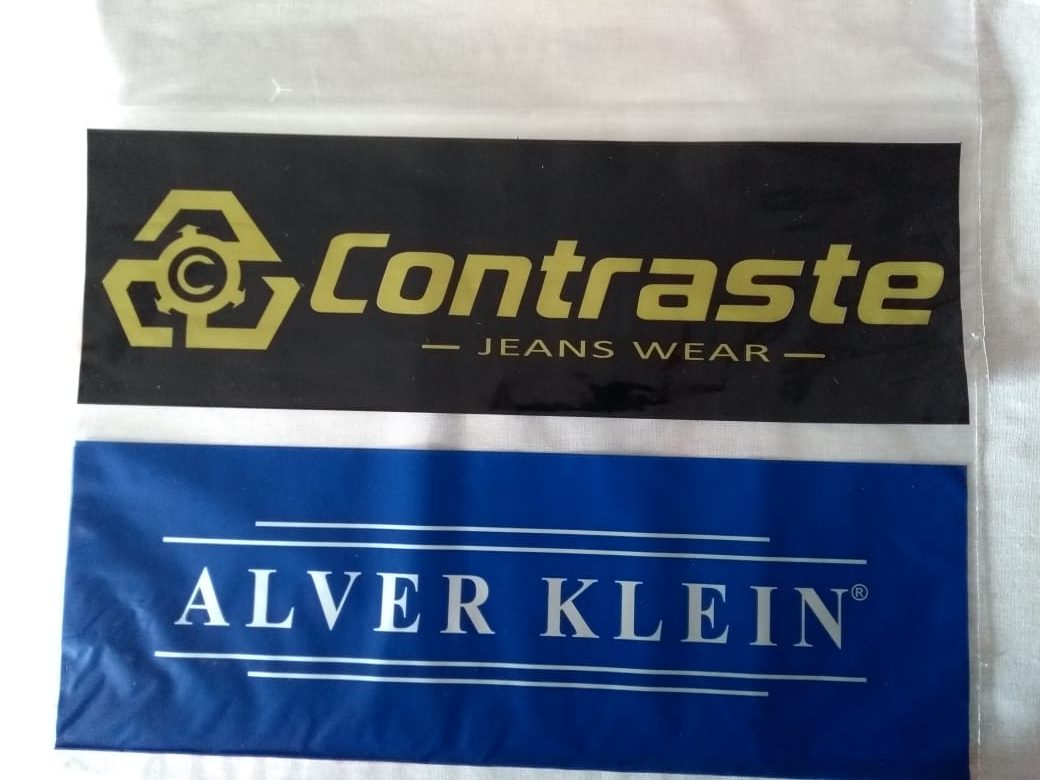 ©
Contraste
— JEANS WEAR —
ALVER KLEIN®